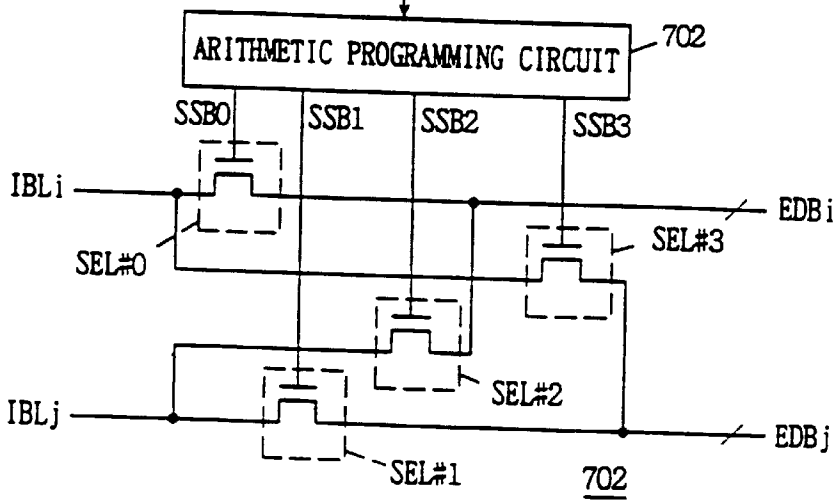 ARITHMETIC PROGRAMMING CIRCUIT
702
SSB0
SSB1
SSB2
SSB3
IBLi
EDBi
SEL#0
SEL#3
SEL#2
IBLj
EDBj
SEL#1
702